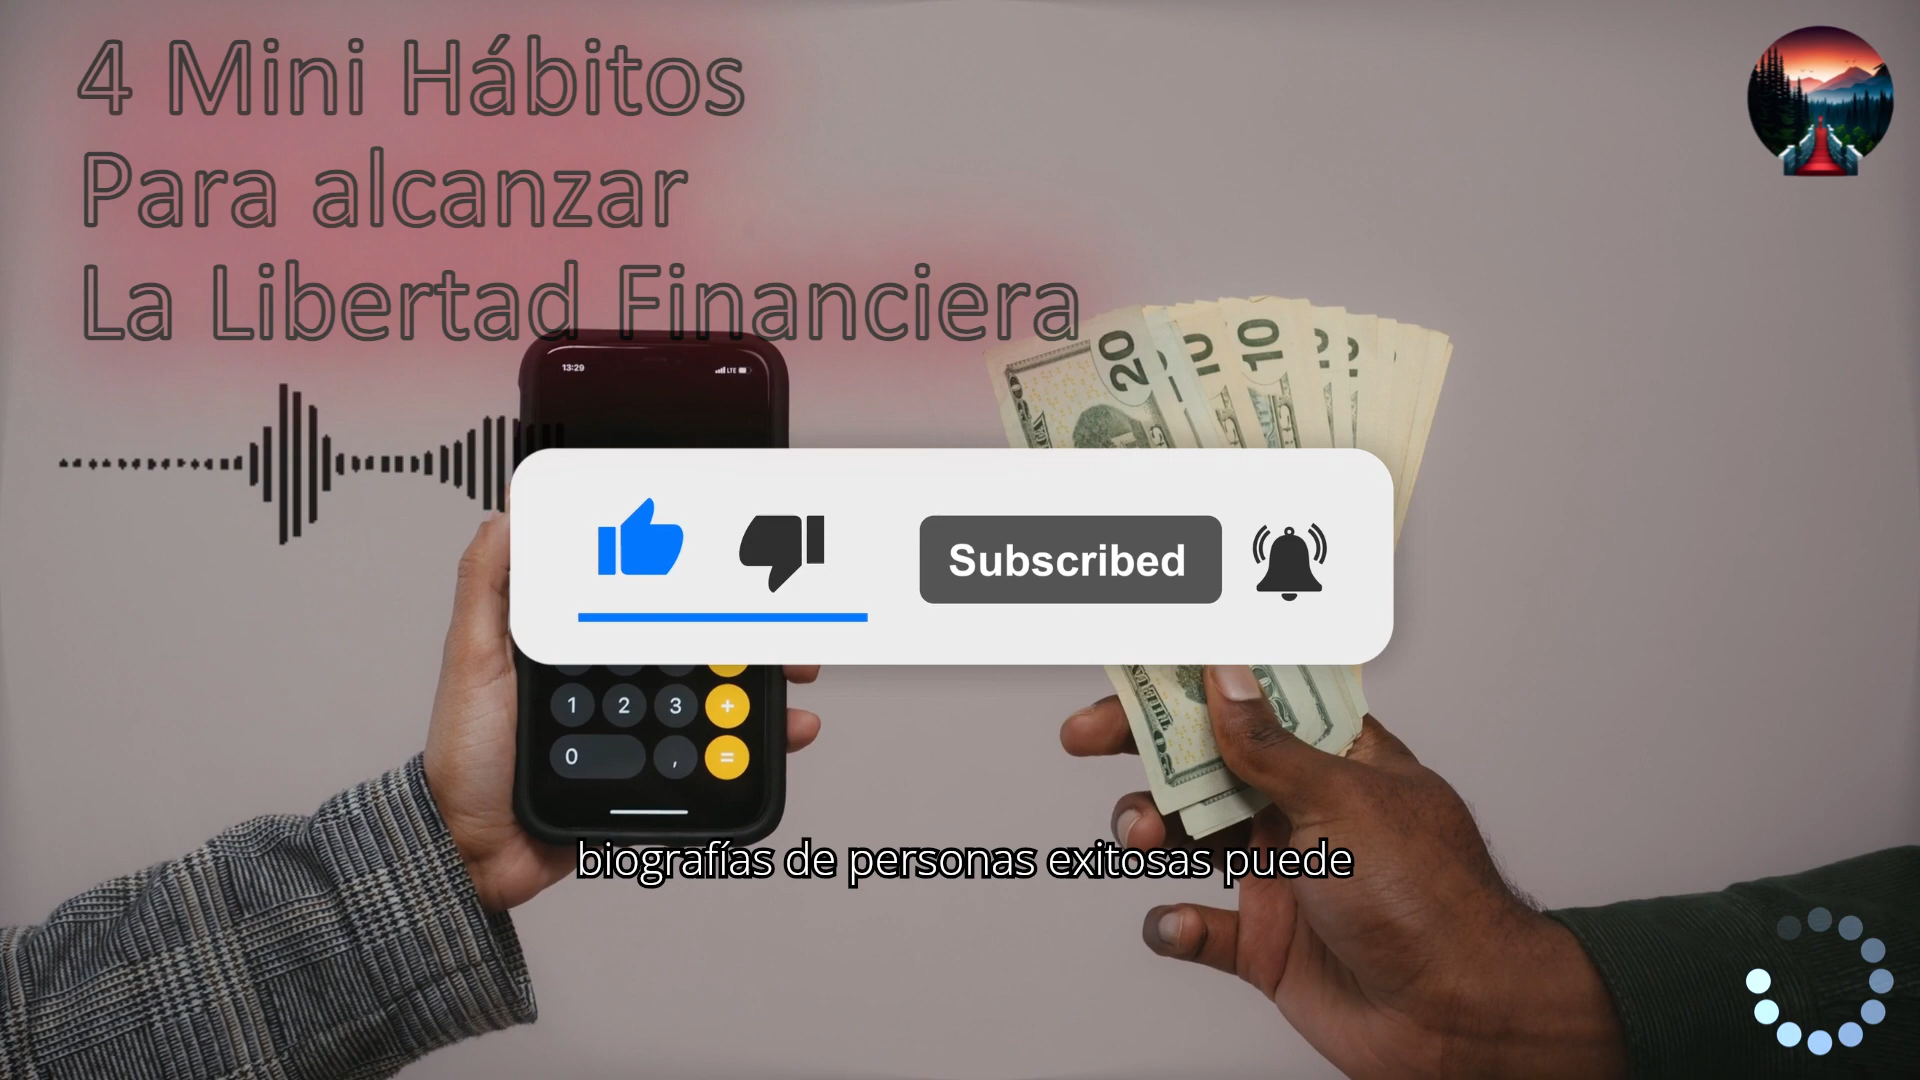 4 Mini Hábitos
Para alcanzar
La Libertad Financiera
13:29
LTE
20
10
10
Subscribed
1 2 3 +
0 , =
biografías de personas exitosas puede